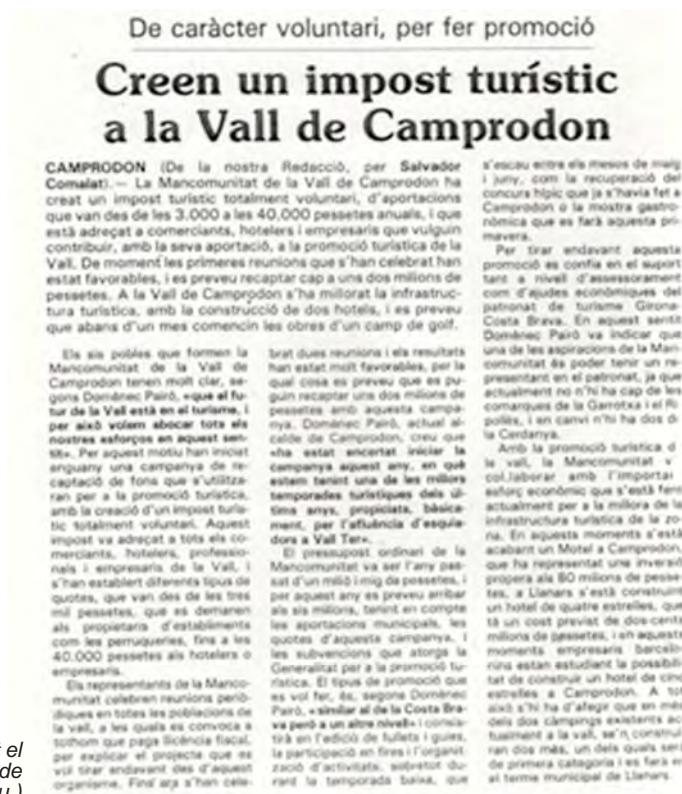 De caràcter voluntari, per fer promoció
Creen un impost turístic
a la Vall de Camprodon
CAMPRODON (De la nostra Redacció, per Salvador
Comalat).— La Mancomunitat de la Vall de Camprodon ha
creat un impost turístic totalment voluntari, d'aportacions
que van des de les 3.000 a les 40.000 pessetes anuals, i que
està adreçat a comerciants, hotelers i empresaris que vulguin
contribuir, amb la seva aportació, a la promoció turística de la
Vall. De moment les primeres reunions que s'han celebrat han
estat favorables, i es preveu recaptar cap a uns dos milions de
pessetes. A la Vall de Camprodon s'ha millorat la infrastruc-
tura turística, amb la construcció de dos hotels, i es preveu
que abans d'un mes comencin les obres d'un camp de golf.
Els sis pobles que formen la
Mancomunitat de la Vall de
Camprodon tenen molt clar, se-
gons Domènec Pairó, «que el fu-
tur de la Vall està en el turisme, i
per això volem abocar tots els
nostres esforços en aquest sen-
tit». Per aquest motiu han iniciat
enguany una campanya de re-
captació de fons que s'utilitza-
ran per a la promoció turística,
amb la creació d'un impost turís-
tic totalment voluntari. Aquest
impost va adreçat a tots els co-
merciants, hotelers, professio-
nals i empresaris de la Vall, i
s'han establert diferents tipus de
quotes, que van des de les tres
mil pessetes, que es demanen
als propietaris d'establiments
com les perruqueries, fins a les
40.000 pessetes als hotelers o
empresaris.
Els representants de la Manco-
munitat celebren reunions periò-
diques en totes les poblacions de
la vall, a les quals es convoca a
tothom que paga llicència fiscal,
per explicar el projecte que es
vol tirar endavant des d'aquest
organisme. Fins ara s'han cele-
brat dues reunions i els resultats
han estat molt favorables, per la
qual cosa es preveu que es pu-
guin recaptar uns dos milions de
pessetes amb aquesta campa-
nya. Domènec Pairó, actual al-
calde de Camprodon, creu que
«ha estat encertat iniciar la
campanya aquest any, en què
estem tenint una de les millors
temporades turístiques dels úl-
tims anys, propiciats, bàsica-
ment, per l'afluència d'esquia-
dors a Vall Ter».
El pressupost ordinari de la
Mancomunitat va ser l'any pas-
sat d'un milió i mig de pessetes, i
per aquest any es preveu arribar
als sis milions, tenint en compte
les aportacions municipals, les
quotes d'aquesta campanya, i
les subvencions que atorga la
Generalitat per a la promoció tu-
rística. El tipus de promoció que
es vol fer, és, segons Domènec
Pairó, «similar al de la Costa Bra-
va però a un altre nivell» i consis-
tirà en l'edició de fullets i guies,
la participació en fires i l'organit-
zació d'activitats, sobretot du-
rant la temporada baixa, que
s'escau entre els mesos de maig
i juny, com la recuperació del
concurs hípic que ja s'havia fet a
Camprodon o la mostra gastro-
nòmica que es farà aquesta pri-
mavera.
Per tirar endavant aquesta
promoció es confia en el suport
tant a nivell d'assessorament
com d'ajudes econòmiques del
patronat de turisme Girona-
Costa Brava. En aquest sentit
Domènec Pairó va indicar que
una de les aspiracions de la Man-
comunitat és poder tenir un re-
presentant en el patronat, ja que
actualment no n'hi ha cap de les
comarques de la Garrotxa i el Ri-
pollès, i en canvi n'hi ha dos de
la Cerdanya.
Amb la promoció turística d
la vall, la Mancomunitat v
col.laborar amb l'importai
esforç econòmic que s'està fent
actualment per a la millora de la
infrastructura turística de la zo-
na. En aquests moments s'està
acabant un Motel a Camprodon,
que ha representat una inversió
propera als 80 milions de pesse-
tes, a Llanars s'està construint
un hotel de quatre estrelles, que
té un cost previst de dos-cents
milions de pessetes, i en aquests
moments empresaris barcelo-
nins estan estudiant la possibili-
tat de construir un hotel de cinc
estrelles a Camprodon. A tot
això s'hi ha d'afegir que en més
dels dos càmpings existents ac-
tualment a la vall, se'n construi-
ran dos més, un dels quals serà
de primera categoria i es farà en
el terme municipal de Llanars.
el
de